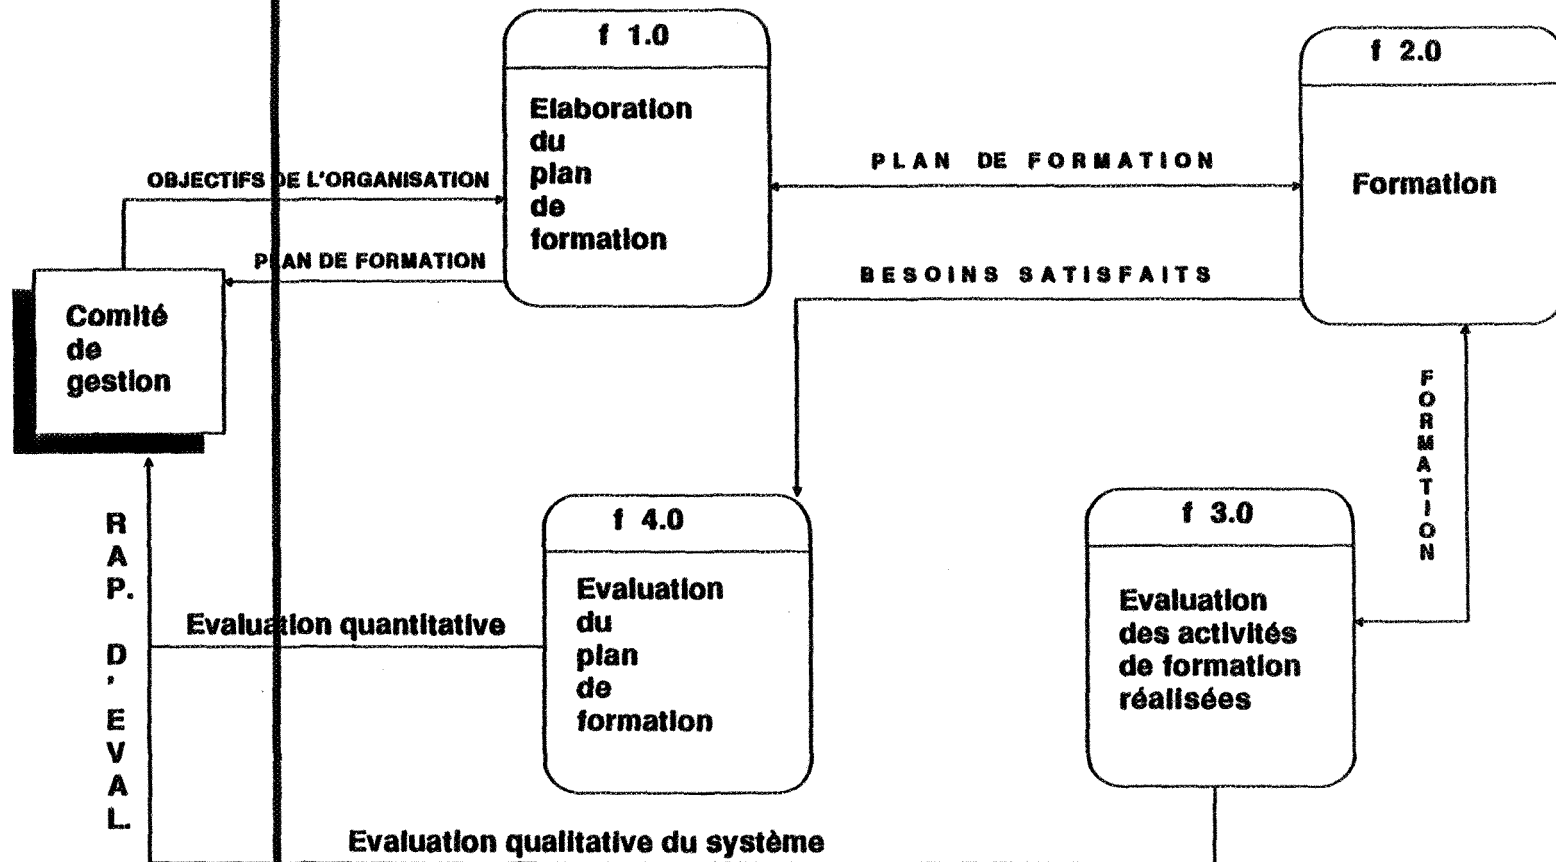 f 1.0
Elaboration
du
plan
de
formation
f 2.0
Formation
PLAN DE FORMATION
OBJECTIFS DE L'ORGANISATION
PLAN DE FORMATION
BESOINS SATISFAITS
Comité
de
gestion
FORMATION
f 4.0
Evaluation
du
plan
de
formation
f 3.0
Evaluation
des activités
de formation
réalisées
RAP. D'EVAL.
Evaluation quantitative
Evaluation qualitative du système